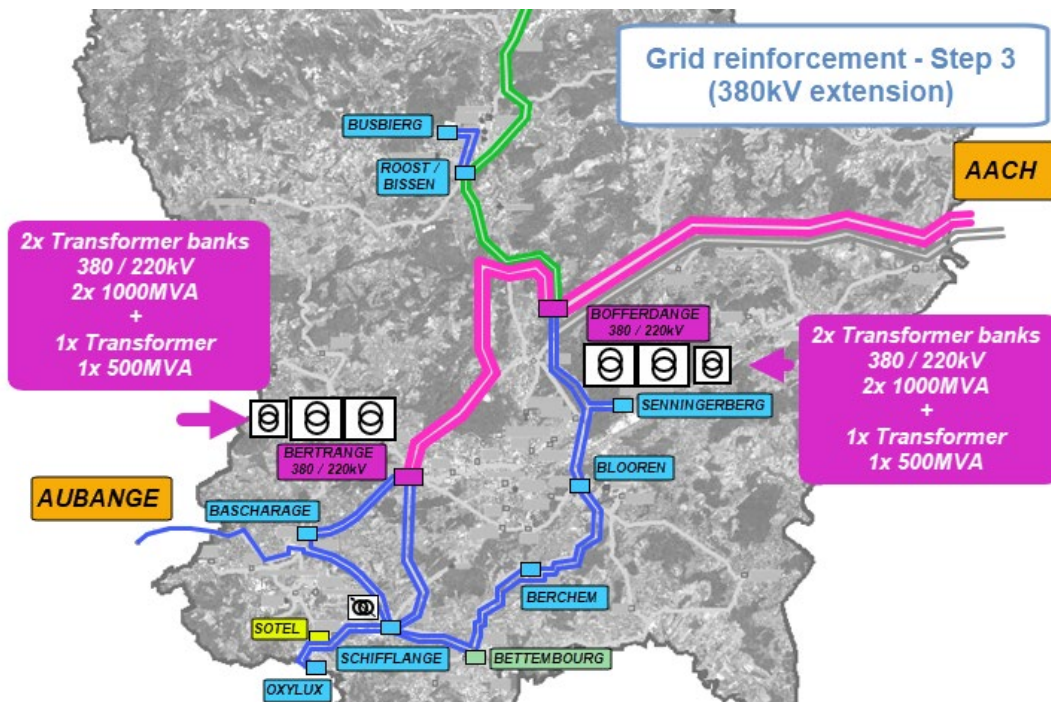 Grid reinforcement - Step 3
(380kV extension)
BUSBIERG
ROOST /
BISSEN
AACH
2x Transformer banks
380 / 220kV
2x 1000MVA
+
1x Transformer
1x 500MVA
BOFFERDANGE
380 / 220kV
2x Transformer banks
380 / 220kV
2x 1000MVA
+
1x Transformer
1x 500MVA
SENNINGERBERG
BERTRANGE
380 / 220kV
BLOOREN
AUBANGE
BASCHARAGE
BERCHEM
SOTEL
SCHIFFLANGE
BETTEMBOURG
OXYLUX